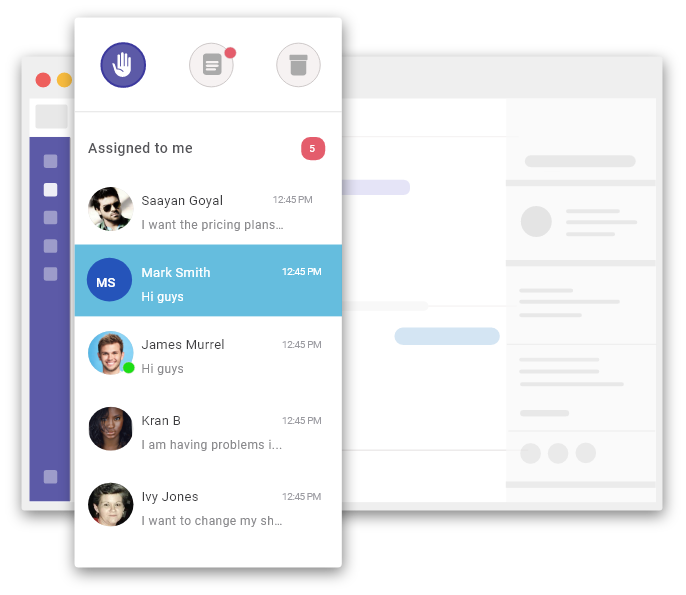 Assigned to me
5
Saayan Goyal 12:45 PM
I want the pricing plans...
MS
Mark Smith 12:45 PM
Hi guys
James Murrel 12:45 PM
Hi guys
Kran B 12:45 PM
I am having problems i...
Ivy Jones 12:45 PM
I want to change my sh...